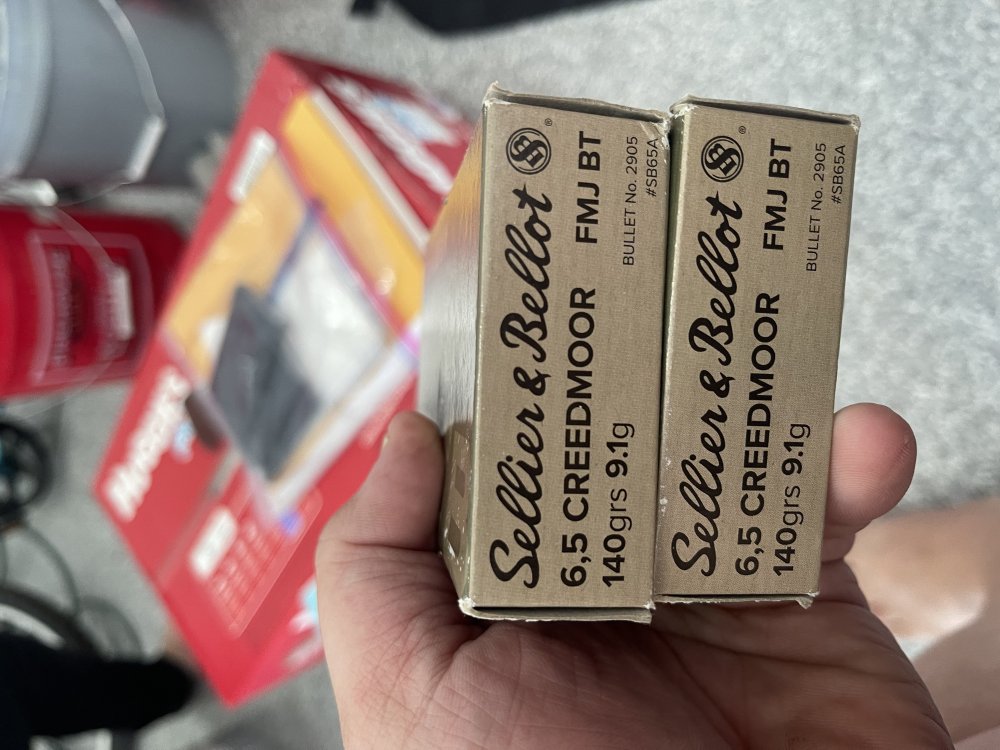 Sellier & Bellot
6,5 CREEDMOOR FMJ BT
140grs 9.1g BULLET No. 2905
#SB65A
Sellier & Bellot
6,5 CREEDMOOR FMJ BT
140grs 9.1g BULLET No. 2905
#SB65A